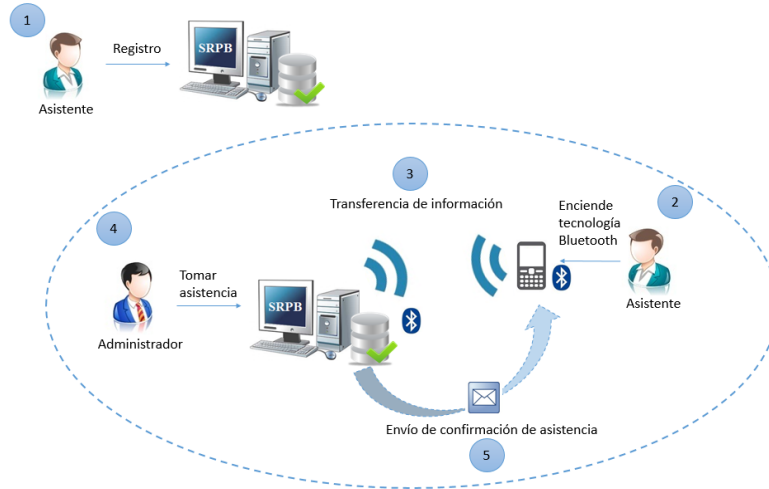 1
Registro
SRPB
Asistente
3
Transferencia de información
2
Enciende
tecnología
Bluetooth
Asistente
4
Tomar
asistencia
SRPB
Administrador
Envío de confirmación de asistencia
5